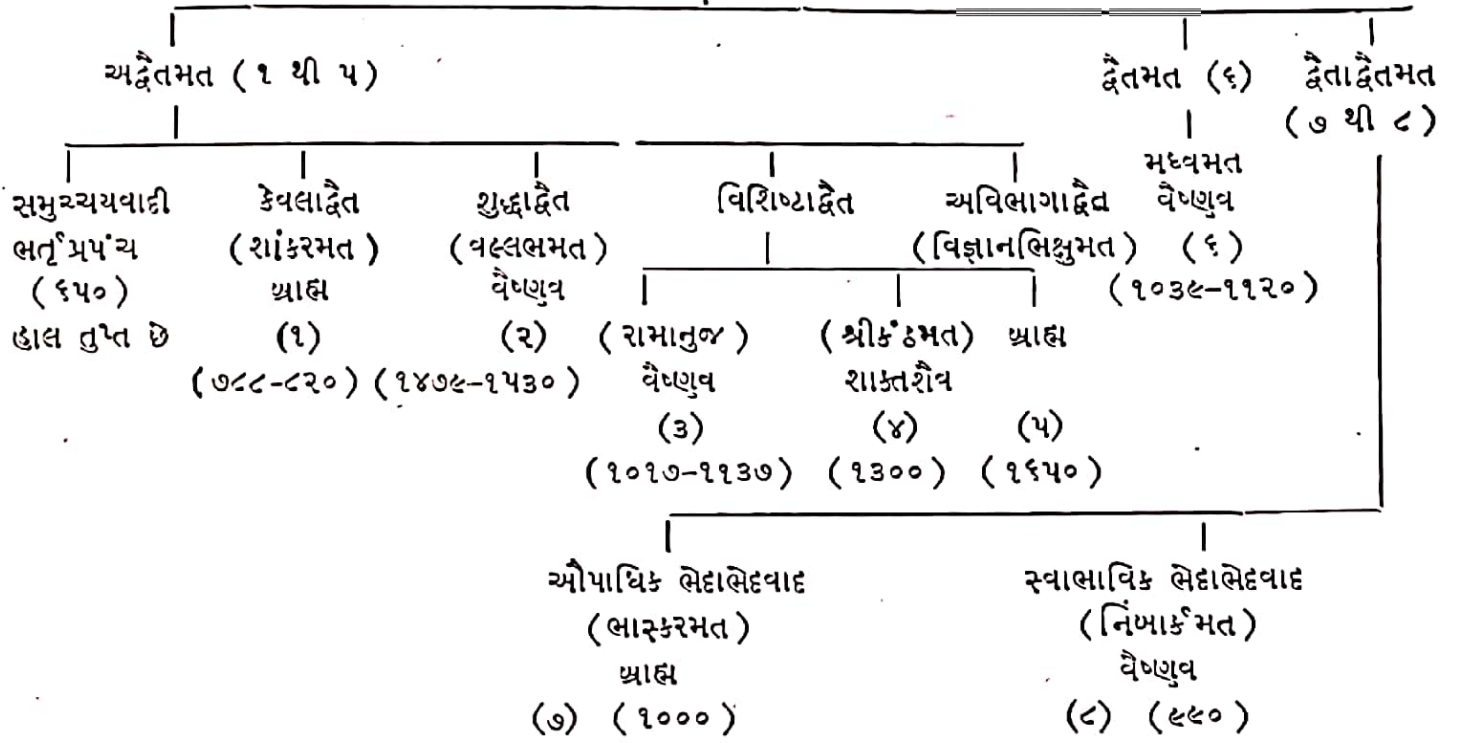 અદ્વૈતમત ( ૧ થી ૫ ) દ્વૈતમત (૬) દ્વૈતાદ્વૈતમત
( ૭ થી ૮ )
મધ્વમત
સમુચ્ચયવાદી કેવલાદ્વૈત શુદ્ધાદ્વૈત વિશિષ્ટાદ્વૈત અવિભાગાદ્વૈત વૈષ્ણવ
ભર્તૃપ્રપંચ ( શાંકરમત ) ( વલ્લભમત ) ( વિજ્ઞાનભિક્ષુમત ) ( ૬ )
( ૬૫૦ ) બ્રાહ્મ વૈષ્ણવ ( ૧૦૩૯–૧૧૨૦ )
હાલ તુપ્ત છે (૧) (૨) ( રામાનુજ ) ( શ્રીકંઠમત ) બ્રાહ્મ
( ૭૮૮-૮૨૦ ) ( ૧૪૭૯–૧૫૩૦ ) વૈષ્ણવ શાક્તશૈવ
(૩) (૪) (૫)
( ૧૦૧૭–૧૧૩૭ ) ( ૧૩૦૦ ) ( ૧૬૫૦ )
ઔપાધિક ભેદાભેદવાદ સ્વાભાવિક ભેદાભેદવાદ
( ભાસ્કરમત ) ( નિંબાર્કમત )
બ્રાહ્મ વૈષ્ણવ
(૭) ( ૧૦૦૦ ) (૮) ( ૯૯૦ )